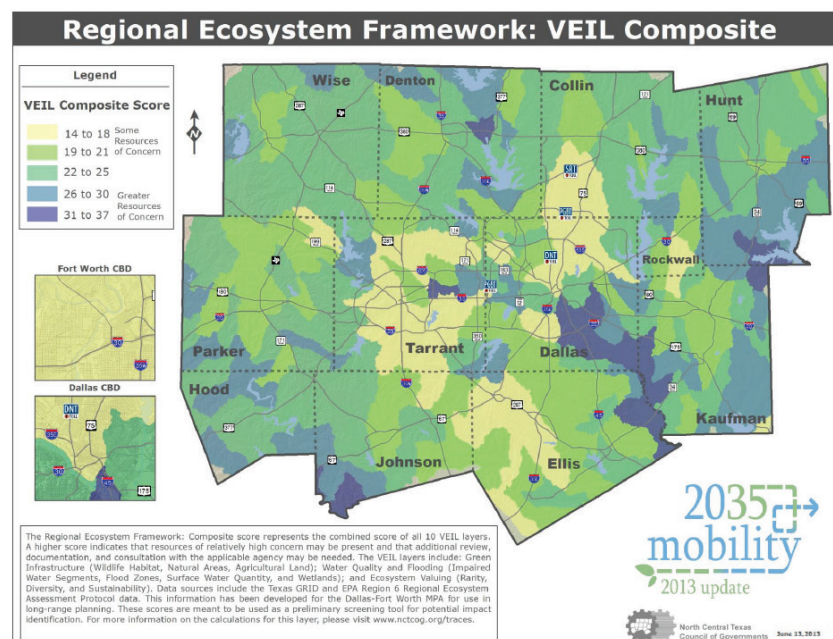 Regional Ecosystem Framework: VEIL Composite
Legend
VEIL Composite Score
14 to 18 Some
19 to 21 Resources of Concern
22 to 25
26 to 30 Greater
31 to 37 Resources of Concern
N
Wise
Denton
Collin
Hunt
Rockwall
Parker
Tarrant
Dallas
Hood
Johnson
Ellis
Kaufman
Fort Worth CBD
Dallas CBD
DNT
75
175
The Regional Ecosystem Framework: Composite score represents the combined score of all 10 VEIL layers.
A higher score indicates that resources of relatively high concern may be present and that additional review,
documentation, and consultation with the applicable agency may be needed. The VEIL layers include: Green
Infrastructure (Wildlife Habitat, Natural Areas, Agricultural Land); Water Quality and Flooding (Impaired
Water Segments, Flood Zones, Surface Water Quantity, and Wetlands); and Ecosystem Valuing (Rarity,
Diversity, and Sustainability). Data sources include the Texas GRID and EPA Region 6 Regional Ecosystem
Assessment Protocol data. This information has been developed for the Dallas-Fort Worth MPA for use in
long-range planning. These scores are meant to be used as a preliminary screening tool for potential impact
identification. For more information on the calculations for this layer, please visit www.nctcog.org/traces.
2035
mobility
2013 update
North Central Texas
Council of Governments
June 13, 2013